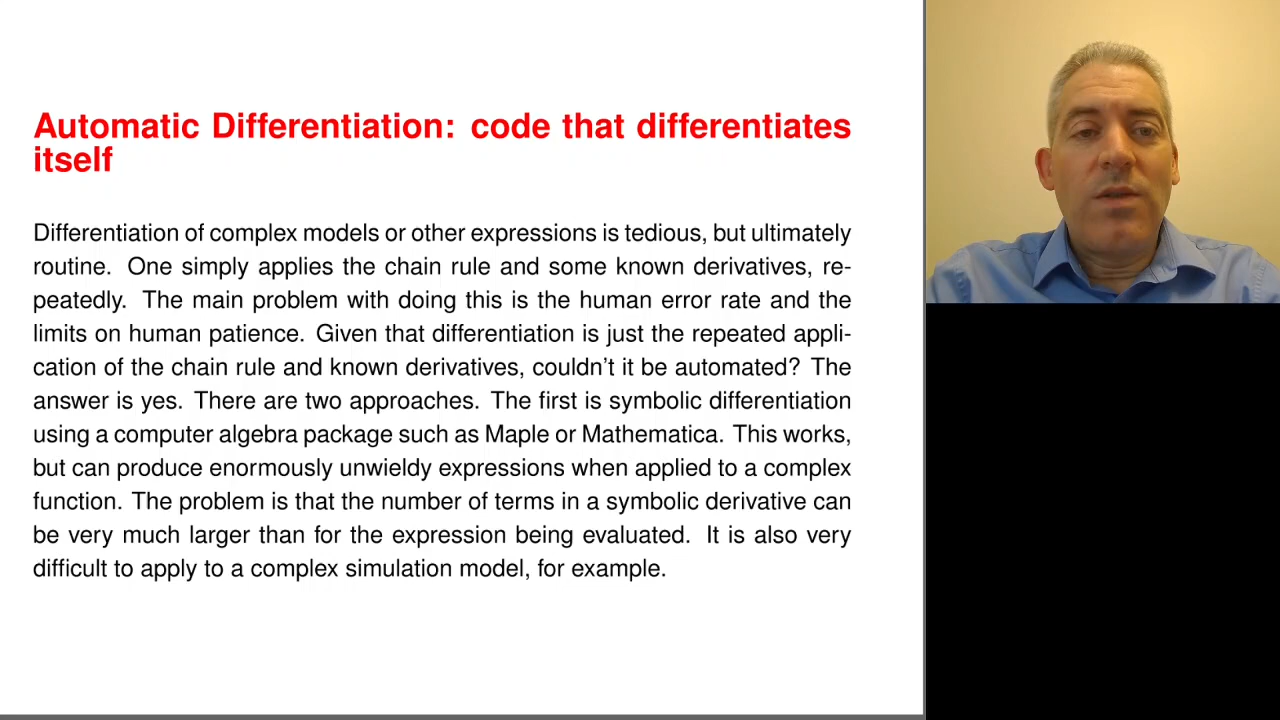 Automatic Differentiation: code that differentiates
itself
Differentiation of complex models or other expressions is tedious, but ultimately
routine. One simply applies the chain rule and some known derivatives, re-
peatedly. The main problem with doing this is the human error rate and the
limits on human patience. Given that differentiation is just the repeated appli-
cation of the chain rule and known derivatives, couldn't it be automated? The
answer is yes. There are two approaches. The first is symbolic differentiation
using a computer algebra package such as Maple or Mathematica. This works,
but can produce enormously unwieldy expressions when applied to a complex
function. The problem is that the number of terms in a symbolic derivative can
be very much larger than for the expression being evaluated. It is also very
difficult to apply to a complex simulation model, for example.